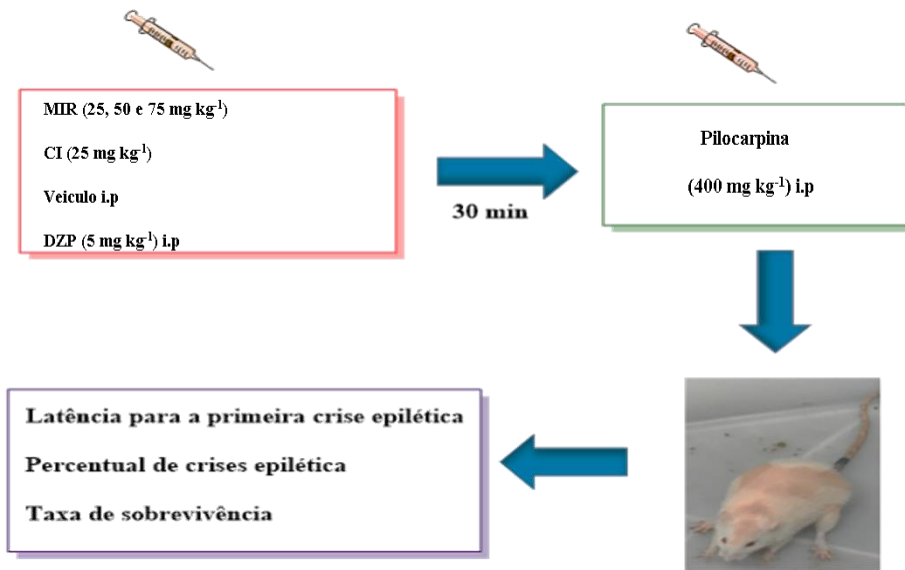 MIR (25, 50 e 75 mg kg⁻¹)
CI (25 mg kg⁻¹)
Veiculo i.p
DZP (5 mg kg⁻¹) i.p
30 min
Pilocarpina
(400 mg kg⁻¹) i.p
Latência para a primeira crise epilética
Percentual de crises epilética
Taxa de sobrevivência